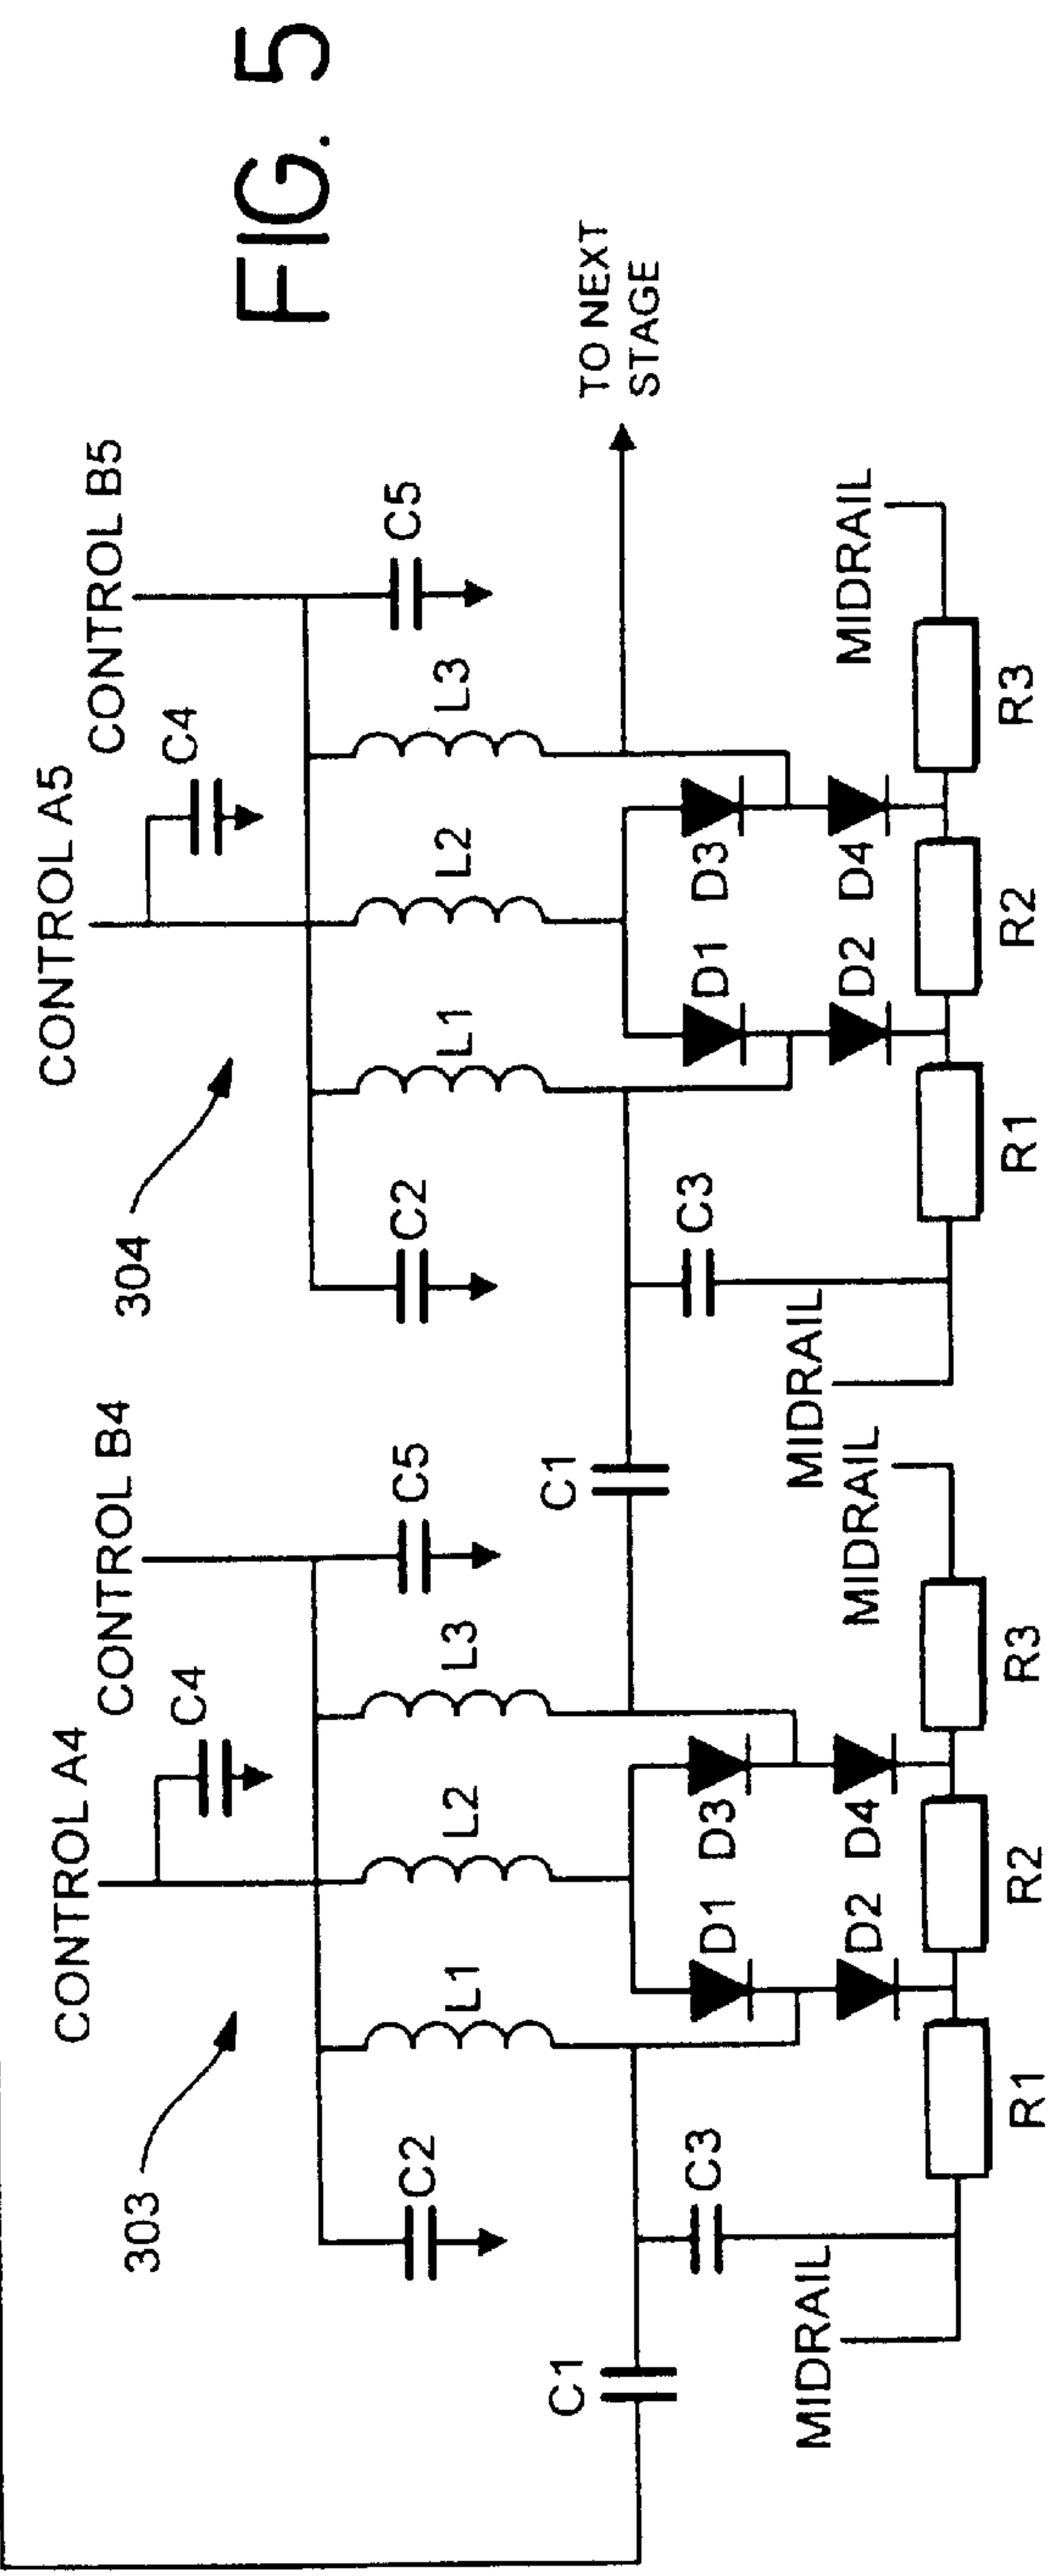 FIG. 5
CONTROL A4
CONTROL B4
C4
303
C2
L1
L2
L3
C5
C1
C3
D1
D3
D2
D4
MIDRAIL
MIDRAIL
R1
R2
R3
CONTROL A5
CONTROL B5
C4
304
C2
L1
L2
L3
C5
C1
C3
D1
D3
D2
D4
TO NEXT
STAGE
MIDRAIL
MIDRAIL
R1
R2
R3